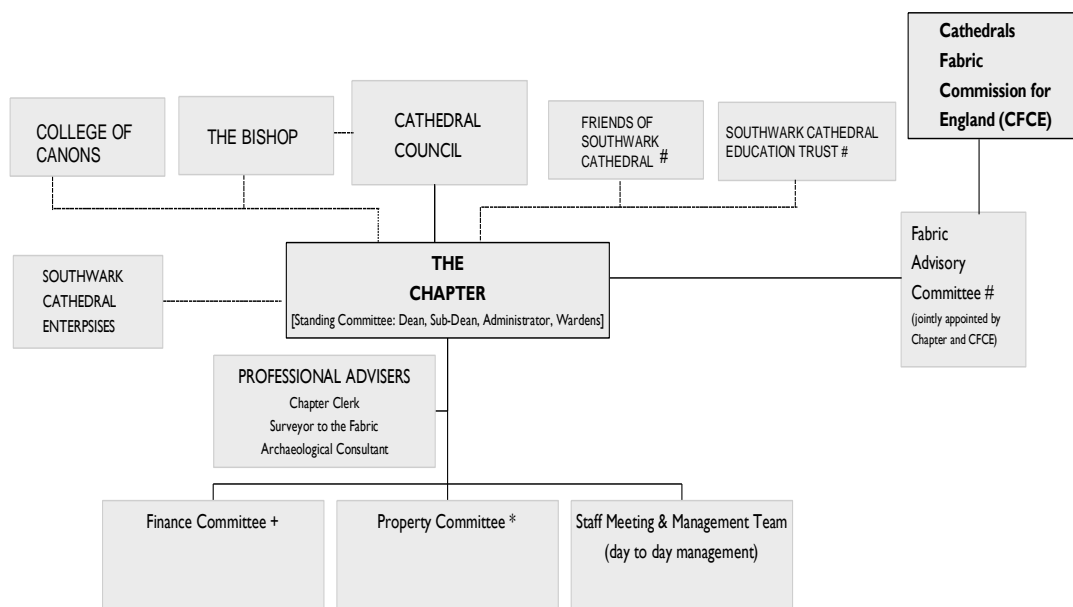 Cathedrals
Fabric
Commission for
England (CFCE)
COLLEGE OF
CANONS
THE BISHOP
CATHEDRAL
COUNCIL
FRIENDS OF
SOUTHWARK
CATHEDRAL #
SOUTHWARK CATHEDRAL
EDUCATION TRUST #
SOUTHWARK
CATHEDRAL
ENTERPSISES
THE
CHAPTER
[Standing Committee: Dean, Sub-Dean, Administrator, Wardens]
Fabric
Advisory
Committee #
(jointly appointed by
Chapter and CFCE)
PROFESSIONAL ADVISERS
Chapter Clerk
Surveyor to the Fabric
Archaeological Consultant
Finance Committee +
Property Committee *
Staff Meeting & Management Team
(day to day management)